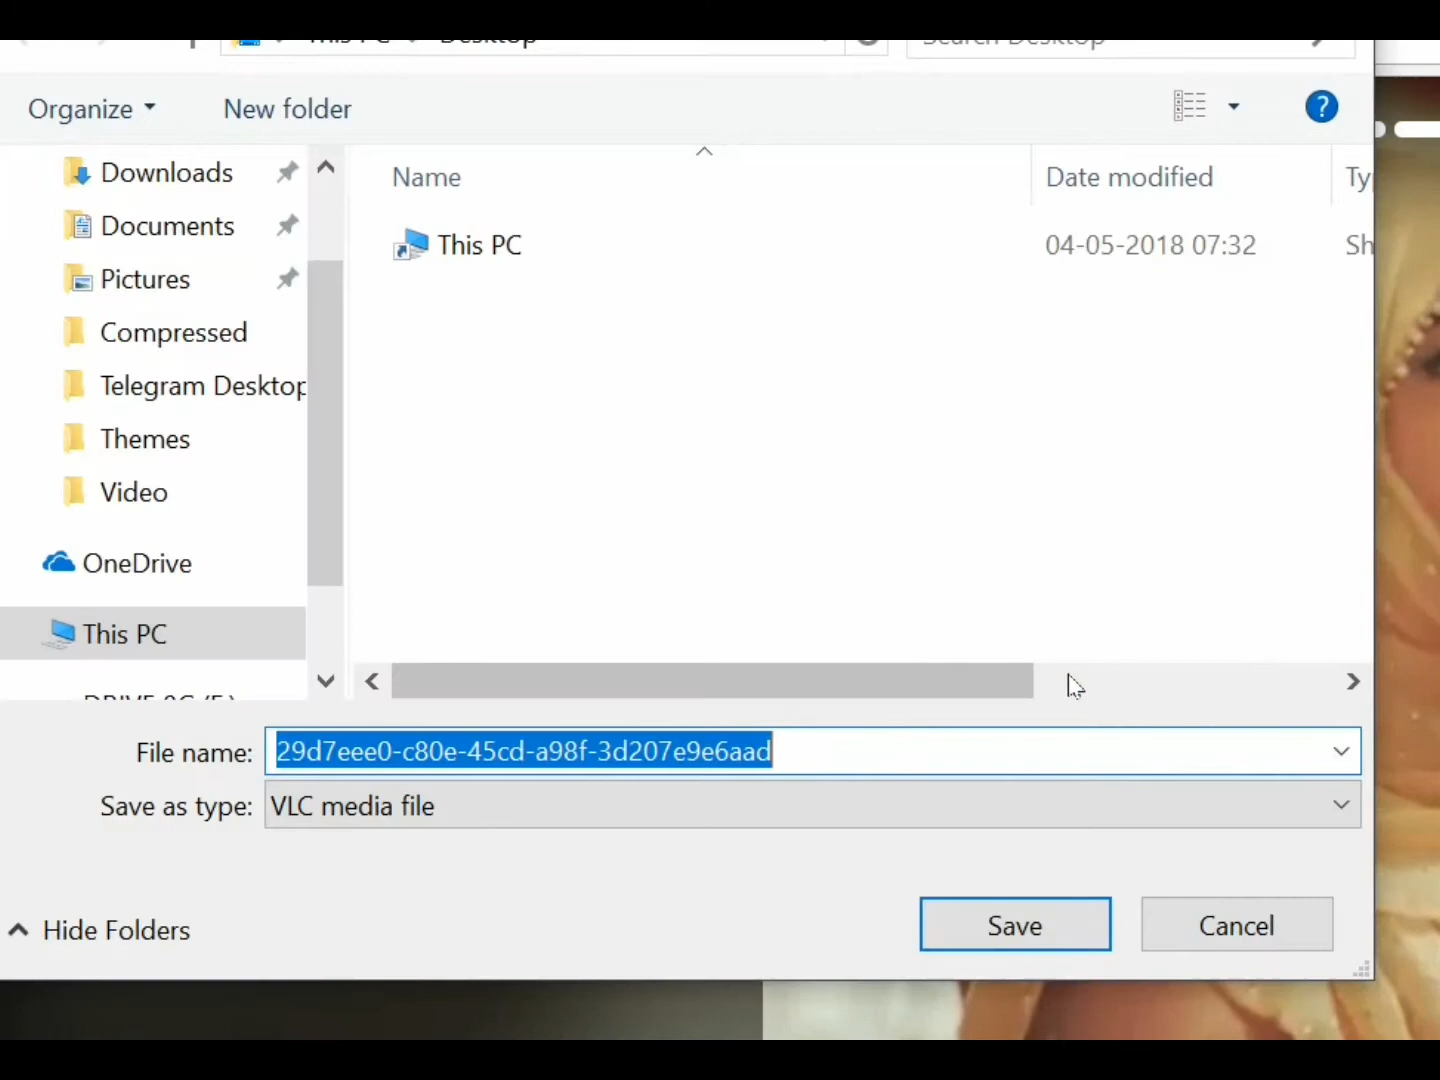 This PC Desktop Search Desktop
Organize New folder ?
Name Date modified
Downloads
This PC 04-05-2018 07:32
Documents
Pictures
Compressed
Telegram Desktop
Themes
Video
OneDrive
This PC
File name: 29d7eee0-c80e-45cd-a98f-3d207e9e6aad
Save as type: VLC media file
Hide Folders Save Cancel